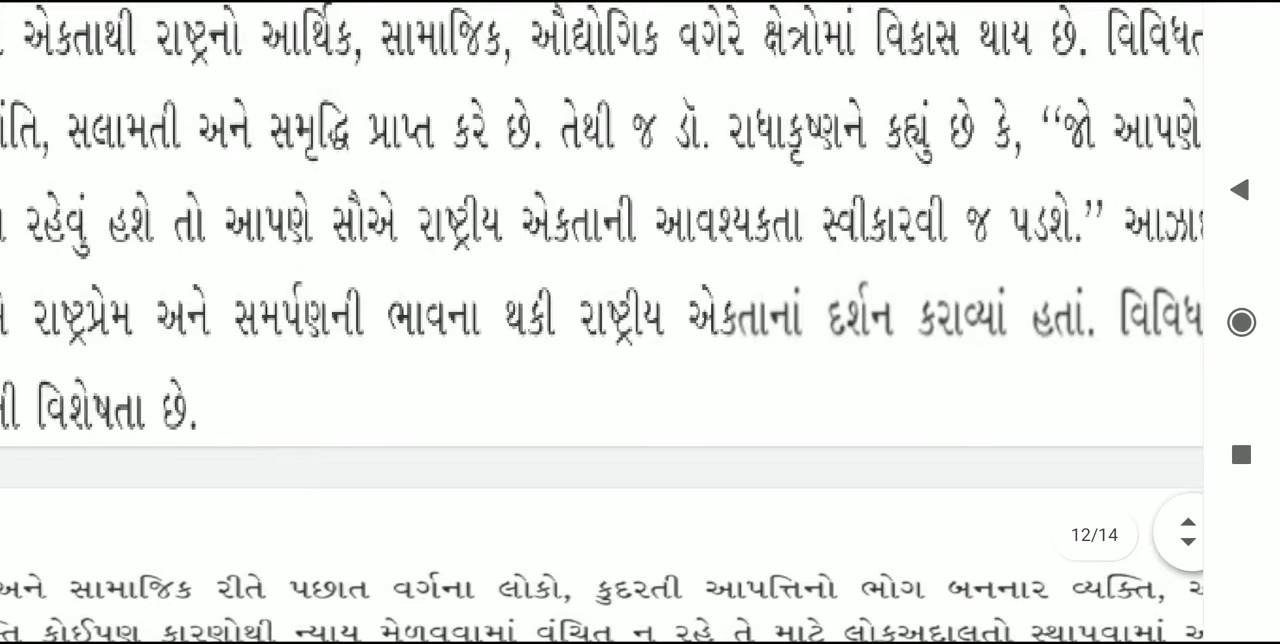 એકતાથી રાષ્ટ્રનો આર્થિક, સામાજિક, ઔદ્યોગિક વગેરે ક્ષેત્રોમાં વિકાસ થાય છે.
સલામતી અને સમૃદ્ધિ પ્રાપ્ત કરે છે. તેથી જ ડૉ. રાધાકૃષ્ણને કહ્યું છે કે, “જો આપણે
રહેવું હશે તો આપણે સૌએ રાષ્ટ્રીય એકતાની આવશ્યકતા સ્વીકારવી જ પડશે.”
રાષ્ટ્રપ્રેમ અને સમર્પણની ભાવના થકી રાષ્ટ્રીય એકતાનાં દર્શન કરાવ્યાં હતાં. વિવિધ
વિશેષતા છે.
12/14
અને સામાજિક રીતે પછાત વર્ગના લોકો, કુદરતી આપત્તિનો ભોગ બનનાર વ્યક્તિ,
કોઈપણ કારણોથી ન્યાય મેળવવામાં વંચિત ન રહે તે માટે લોકઅદાલતો સ્થાપવામાં